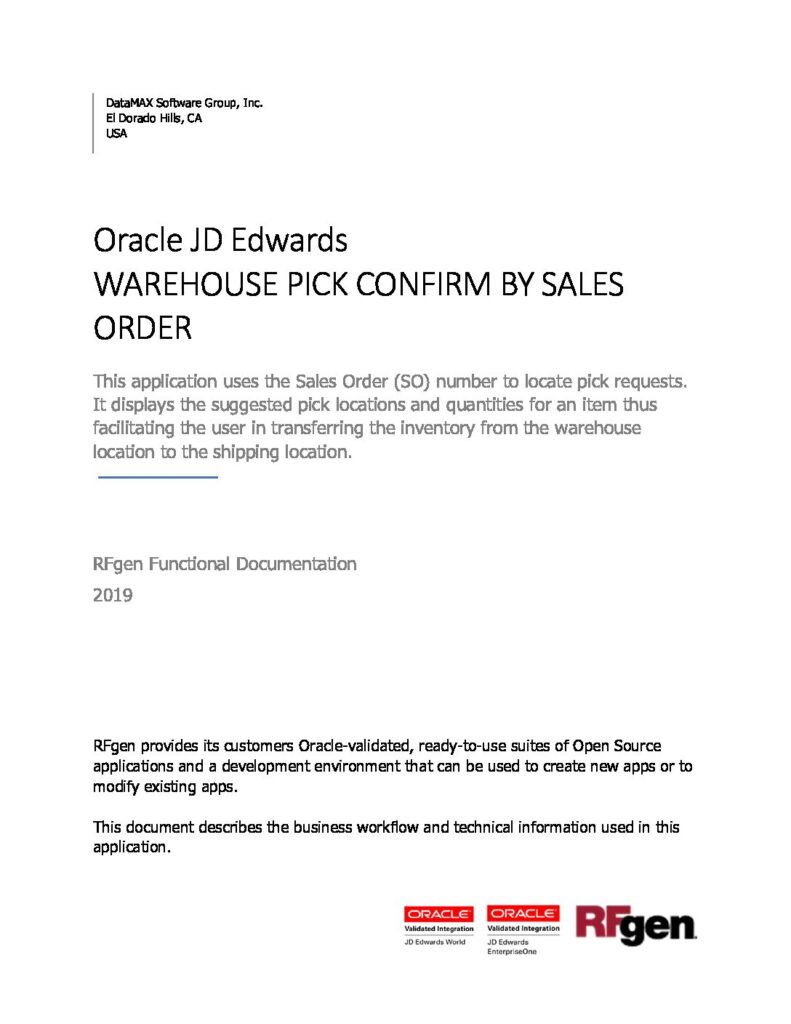 DataMAX Software Group, Inc.
El Dorado Hills, CA
USA
Oracle JD Edwards
WAREHOUSE PICK CONFIRM BY SALES
ORDER
This application uses the Sales Order (SO) number to locate pick requests.
It displays the suggested pick locations and quantities for an item thus
facilitating the user in transferring the inventory from the warehouse
location to the shipping location.
RFgen Functional Documentation
2019
RFgen provides its customers Oracle-validated, ready-to-use suites of Open Source
applications and a development environment that can be used to create new apps or to
modify existing apps.
This document describes the business workflow and technical information used in this
application.
ORACLE
Validated Integration
JD Edwards World
ORACLE
Validated Integration
JD Edwards
EnterpriseOne
RFgen